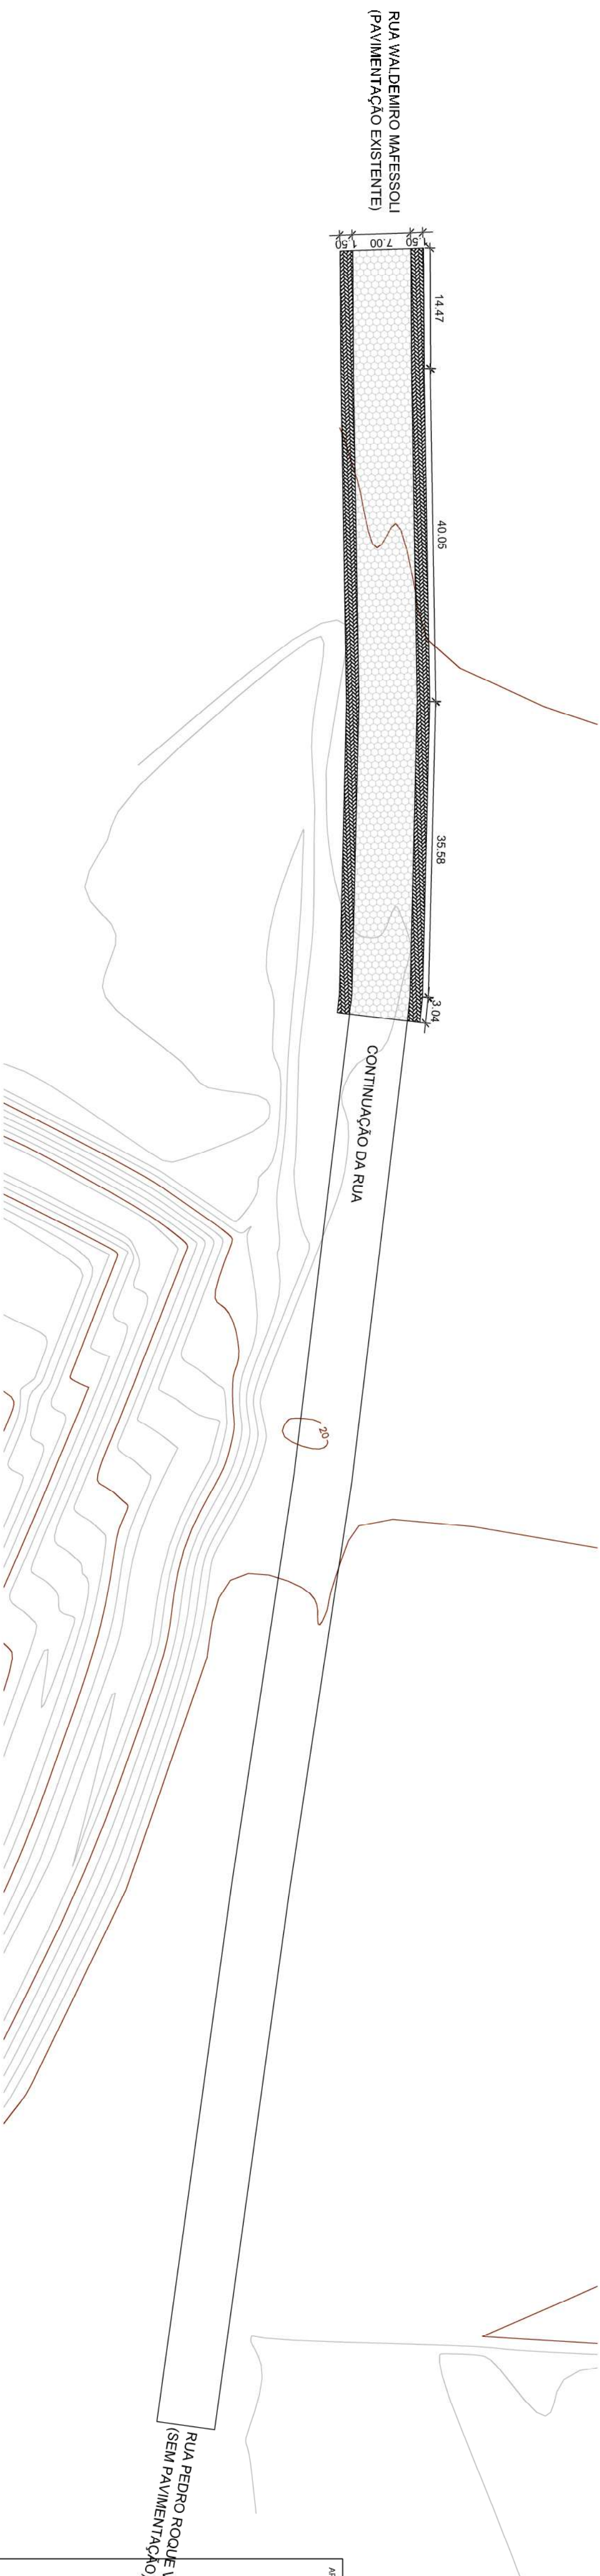 RUA WALDEMIRO MAFESSOLI
(PAVIMENTAÇÃO EXISTENTE)
1.50
7.00
1.50
14.47
40.05
35.58
3.04
CONTINUAÇÃO DA RUA
20
RUA PEDRO ROQUE
(SEM PAVIMENTAÇÃO)